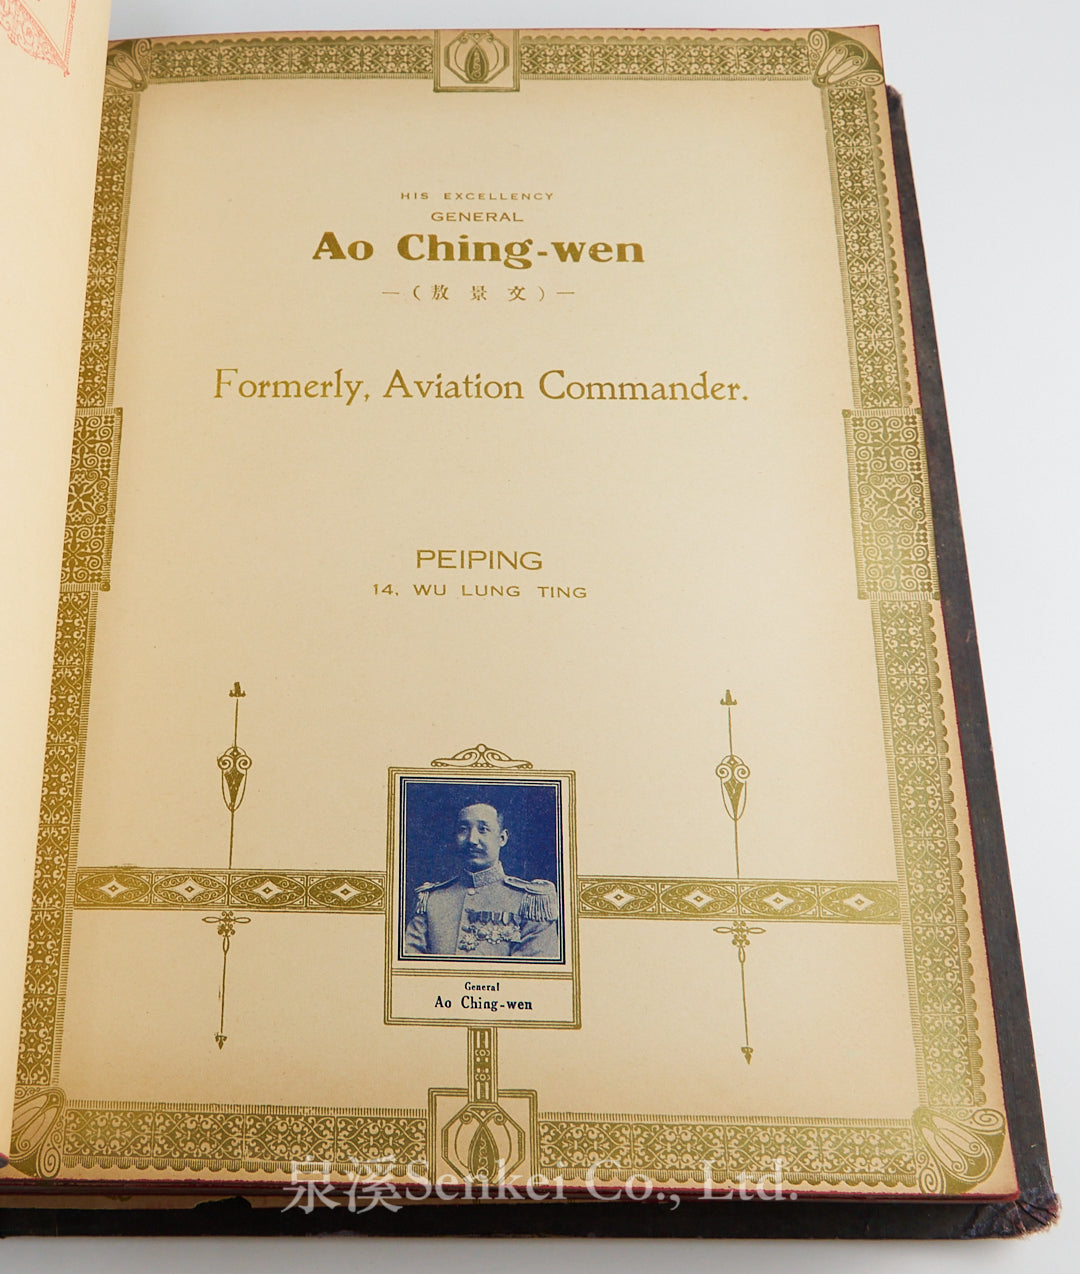 HIS EXCELLENCY
GENERAL
Ao Ching-wen
—(敖景文)—
Formerly, Aviation Commander.
PEIPING
14, WU LUNG TING
General
Ao Ching-wen
泉溪Senkei Co., Ltd.